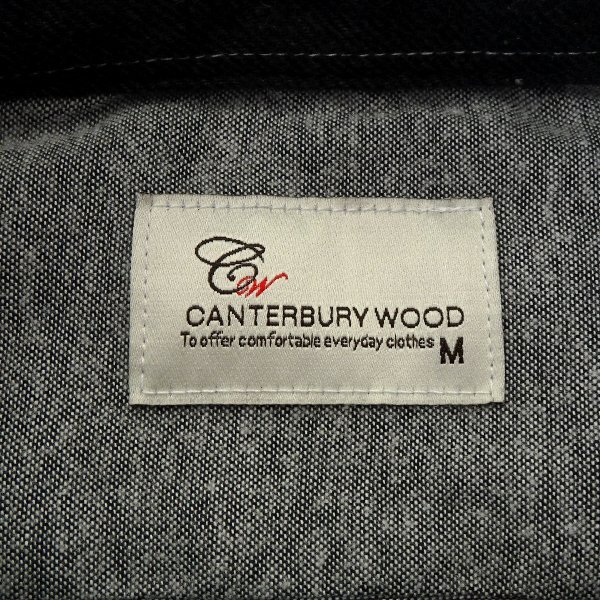 CW
CANTERBURY WOOD
To offer comfortable everyday clothes M